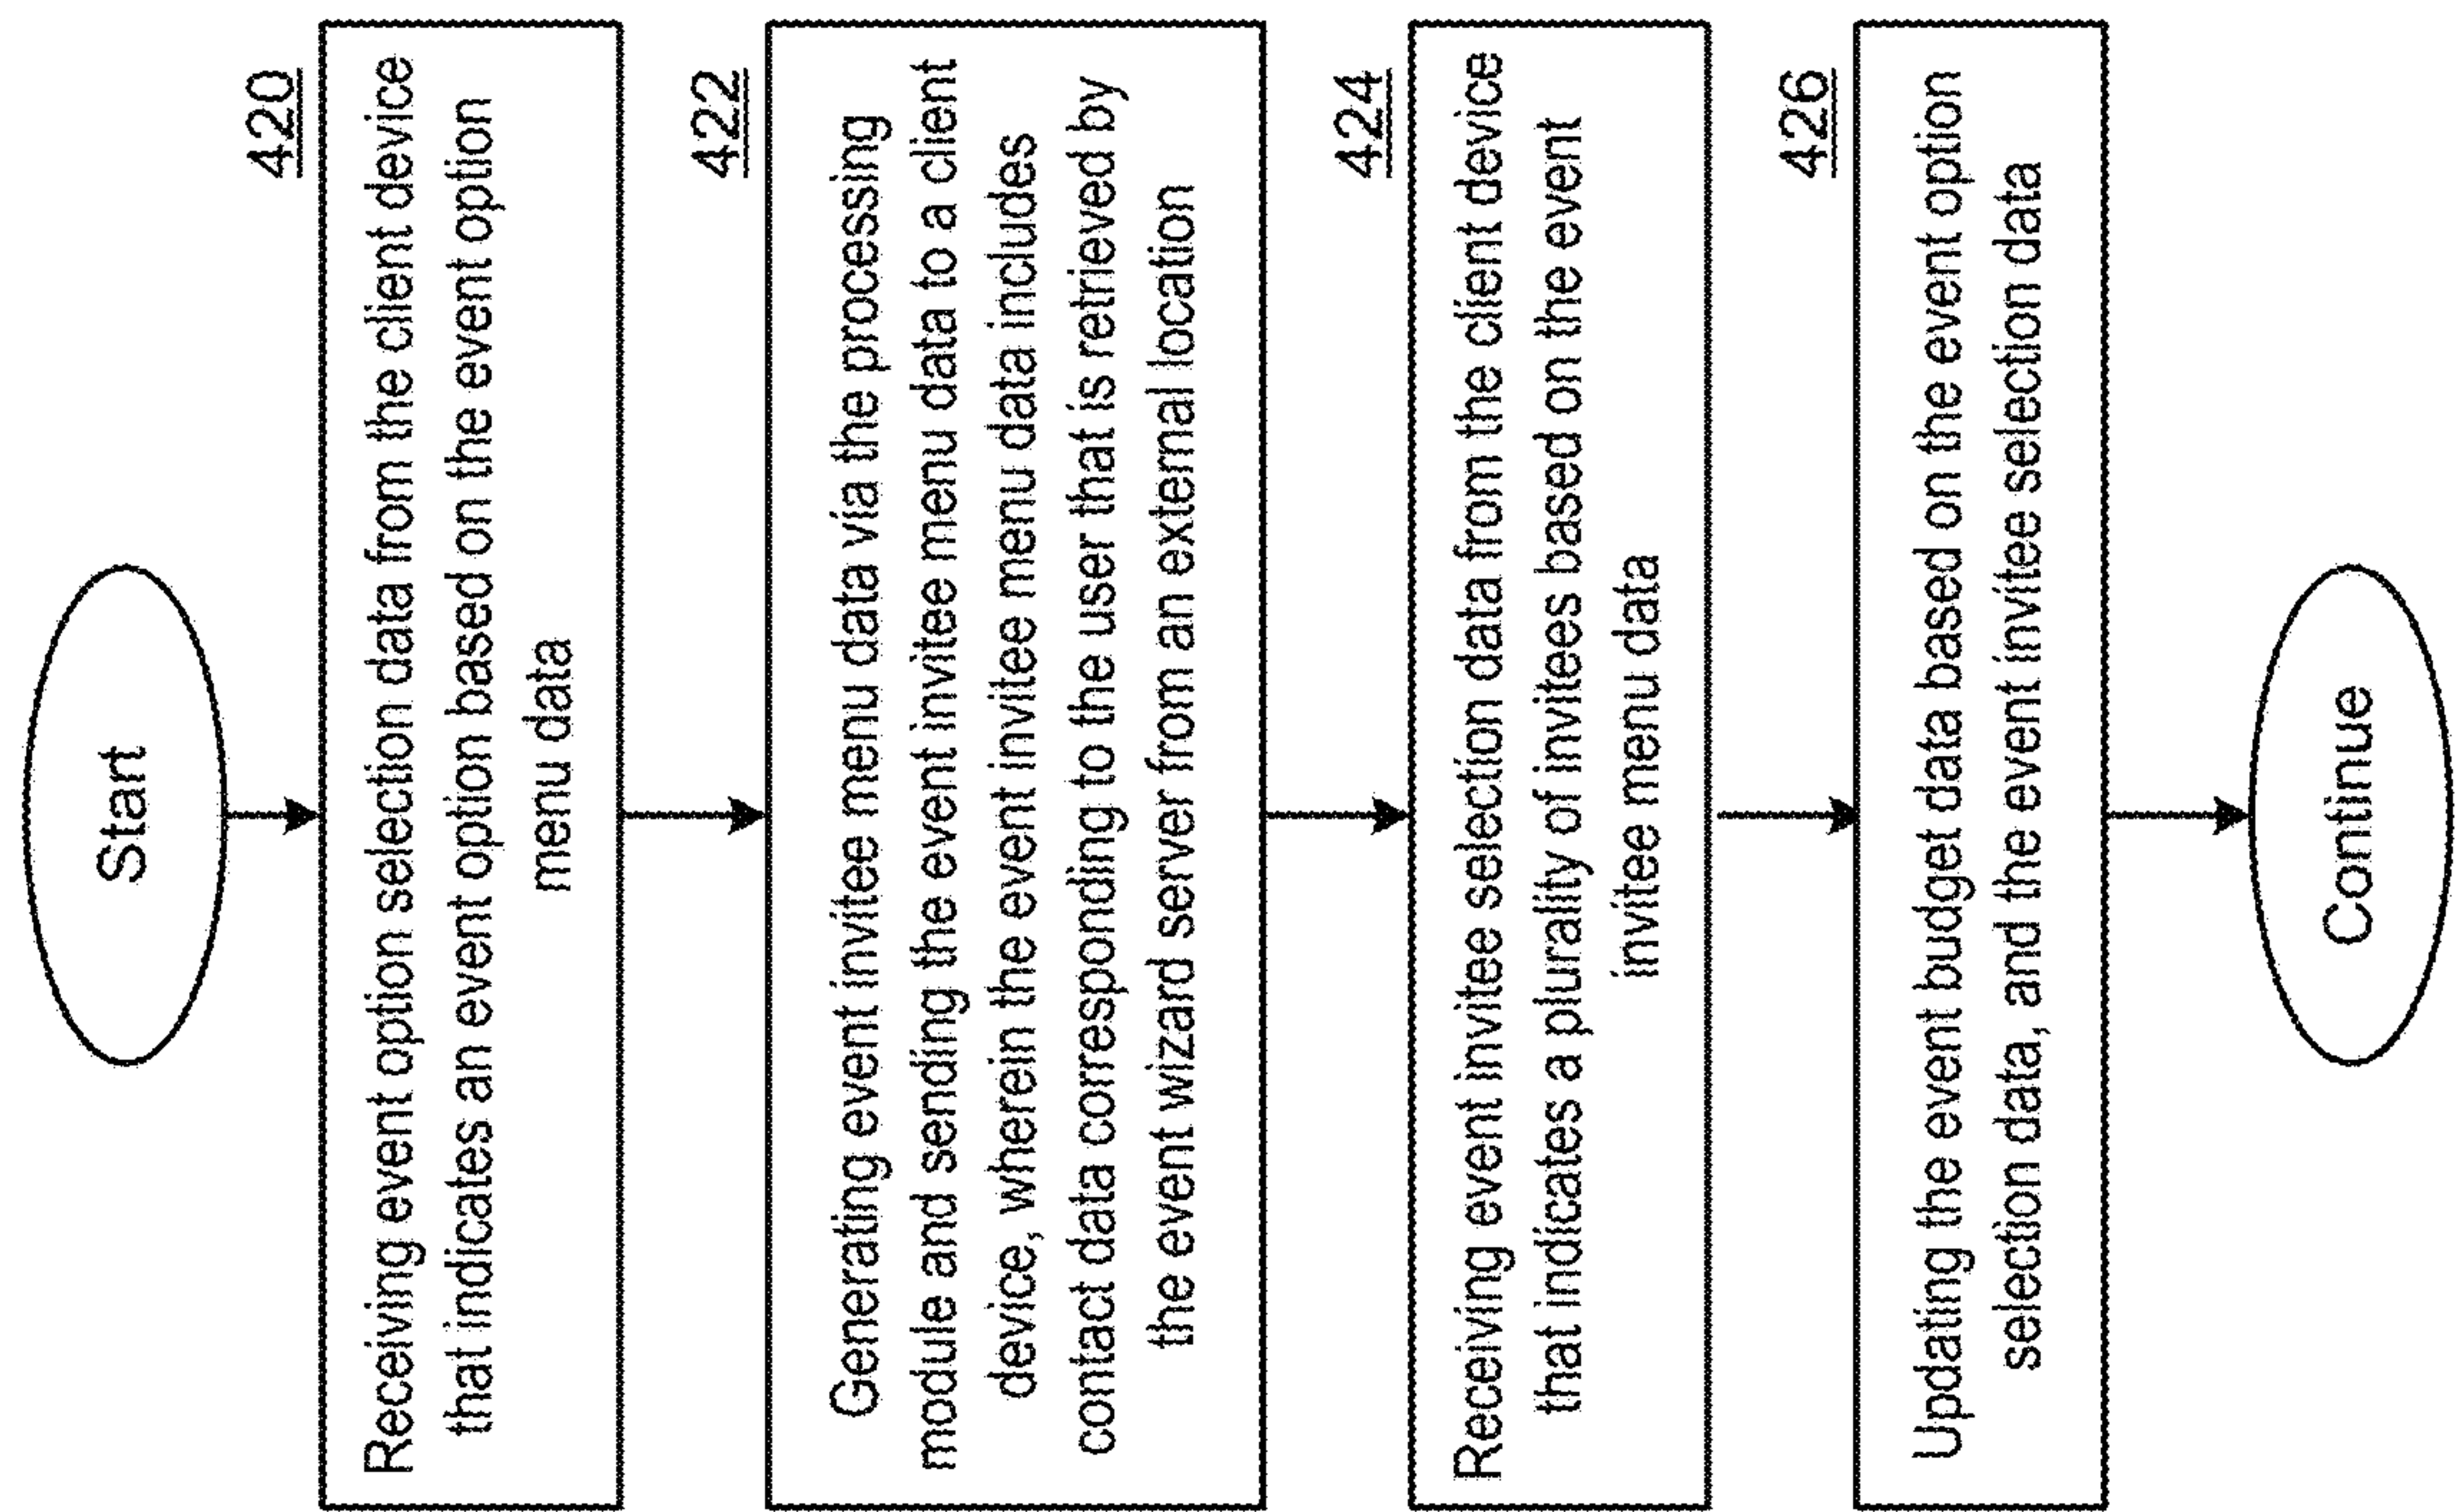 Start
420
Receiving event option selection data from the client device
that indicates an event option based on the event option
menu data
422
Generating event invitee menu data via the processing
module and sending the event invitee menu data to a client
device, wherein the event invitee menu data includes
contact data corresponding to the user that is retrieved by
the event wizard server from an external location
424
Receiving event invitee selection data from the client device
that indicates a plurality of invitees based on the event
invitee menu data
426
Updating the event budget data based on the event option
selection data, and the event invitee selection data
Continue